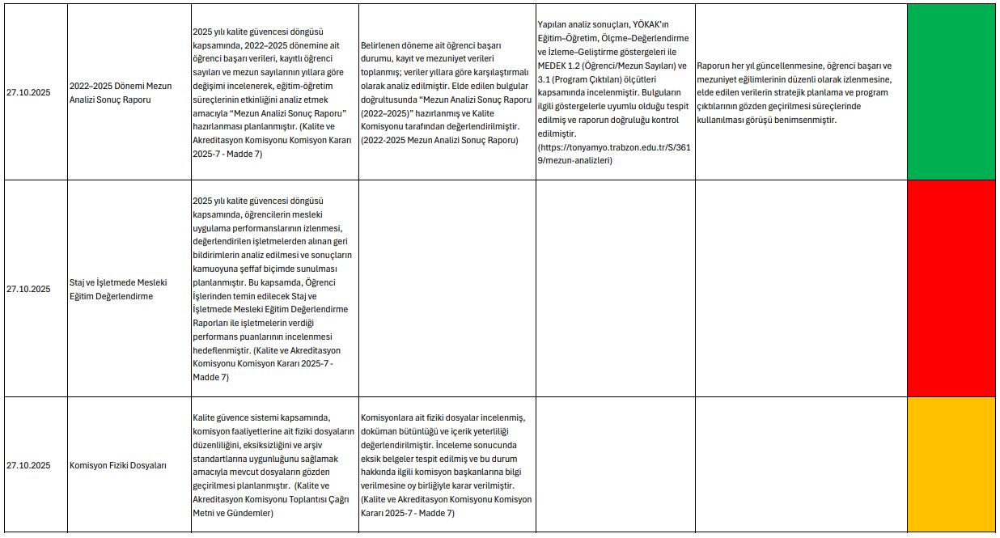 27.10.2025
2022–2025 Dönemi Mezun
Analizi Sonuç Raporu
2025 yılı kalite güvencesi döngüsü
kapsamında, 2022–2025 dönemine ait
öğrenci başarı verileri, kayıtlı öğrenci
sayıları ve mezun sayılarının yıllara göre
değişimi incelenerek, eğitim-öğretim
süreçlerinin etkinliğini analiz etmek
amacıyla “Mezun Analizi Sonuç Raporu”
hazırlanması planlanmıştır. (Kalite ve
Akreditasyon Komisyonu Komisyon Kararı
2025-7 - Madde 7)
Belirlenen döneme ait öğrenci başarı
durumu, kayıt ve mezuniyet verileri
toplanmış; veriler yıllara göre karşılaştırmalı
olarak analiz edilmiştir. Elde edilen bulgular
doğrultusunda “Mezun Analizi Sonuç Raporu
(2022–2025)” hazırlanmış ve Kalite
Komisyonu tarafından değerlendirilmiştir.
(2022-2025 Mezun Analizi Sonuç Raporu)
Yapılan analiz sonuçları, YÖKAK’ın
Eğitim–Öğretim, Ölçme–Değerlendirme
ve İzleme–Geliştirme göstergeleri ile
MEDEK 1.2 (Öğrenci/Mezun Sayıları) ve
3.1 (Program Çıktıları) ölçütleri
kapsamında incelenmiştir. Bulguların
ilgili göstergelerle uyumlu olduğu tespit
edilmiş ve raporun doğruluğu kontrol
edilmiştir.
(https://tonyamyo.trabzon.edu.tr/S/361
9/mezun-analizleri)
Raporun her yıl güncellenmesine, öğrenci başarı ve
mezuniyet eğilimlerinin düzenli olarak izlenmesine,
elde edilen verilerin stratejik planlama ve program
çıktılarının gözden geçirilmesi süreçlerinde
kullanılması görüşü benimsenmiştir.
27.10.2025
Staj ve İşletmede Mesleki
Eğitim Değerlendirme
2025 yılı kalite güvencesi döngüsü
kapsamında, öğrencilerin mesleki
uygulama performanslarının izlenmesi,
değerlendirilen işletmelerden alınan geri
bildirimlerin analiz edilmesi ve sonuçların
kamuoyuna şeffaf biçimde sunulması
planlanmıştır. Bu kapsamda, Öğrenci
İşlerinden temin edilecek Staj ve
İşletmede Mesleki Eğitim Değerlendirme
Raporları ile işletmelerin verdiği
performans puanlarının incelenmesi
hedeflenmiştir. (Kalite ve Akreditasyon
Komisyonu Komisyon Kararı 2025-7 -
Madde 7)
27.10.2025
Komisyon Fiziki Dosyaları
Kalite güvence sistemi kapsamında,
komisyon faaliyetlerine ait fiziki dosyaların
düzenliliğini, eksiksizliğini ve arşiv
standartlarına uygunluğunu sağlamak
amacıyla mevcut dosyaların gözden
geçirilmesi planlanmıştır.  (Kalite ve
Akreditasyon Komisyonu Toplantısı Çağrı
Metni ve Gündemler)
Komisyonlara ait fiziki dosyalar incelenmiş,
doküman bütünlüğü ve içerik yeterliliği
değerlendirilmiştir. İnceleme sonucunda
eksik belgeler tespit edilmiş ve bu durum
hakkında ilgili komisyon başkanlarına bilgi
verilmesine oy birliğiyle karar verilmiştir.
(Kalite ve Akreditasyon Komisyonu Komisyon
Kararı 2025-7 - Madde 7)